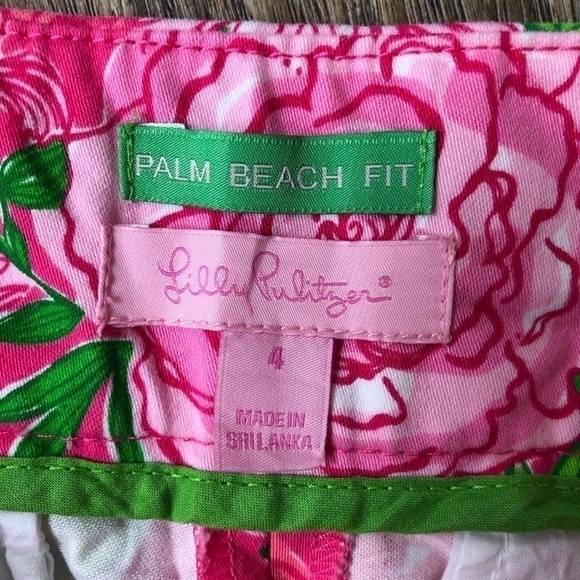 PALM BEACH FIT
Lilly Pulitzer®
4
MADE IN
SRI LANKA